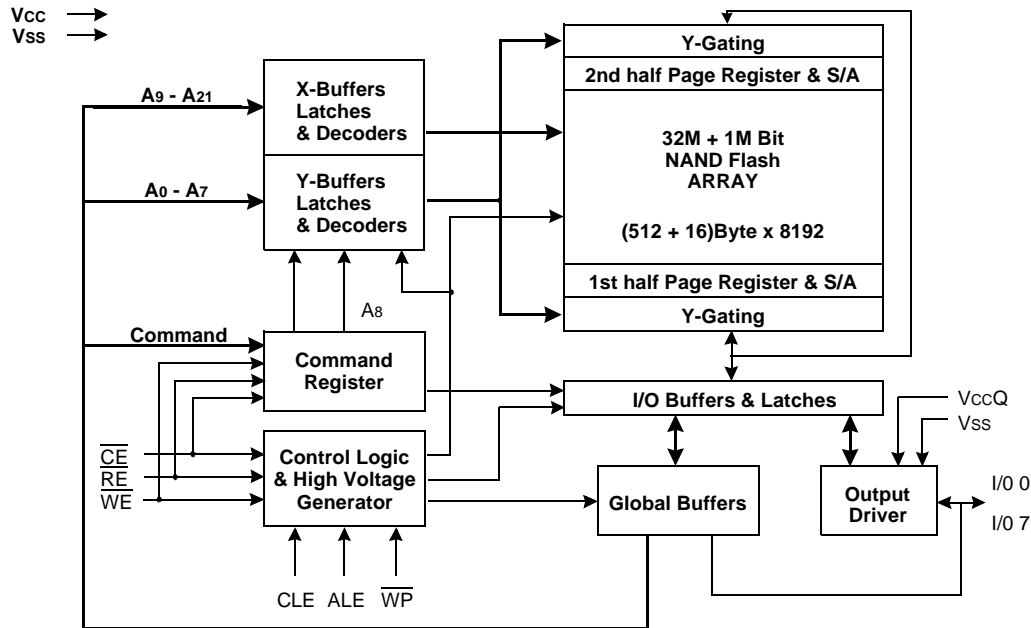 VCC
VSS
A9 - A21
X-Buffers
Latches
& Decoders
A0 - A7
Y-Buffers
Latches
& Decoders
Y-Gating
2nd half Page Register & S/A
32M + 1M Bit
NAND Flash
ARRAY
(512 + 16)Byte x 8192
1st half Page Register & S/A
Y-Gating
A8
Command
Command
Register
I/O Buffers & Latches
VCCQ
VSS
CE
RE
WE
Control Logic
& High Voltage
Generator
Global Buffers
Output
Driver
I/0 0
I/0 7
CLE
ALE
WP